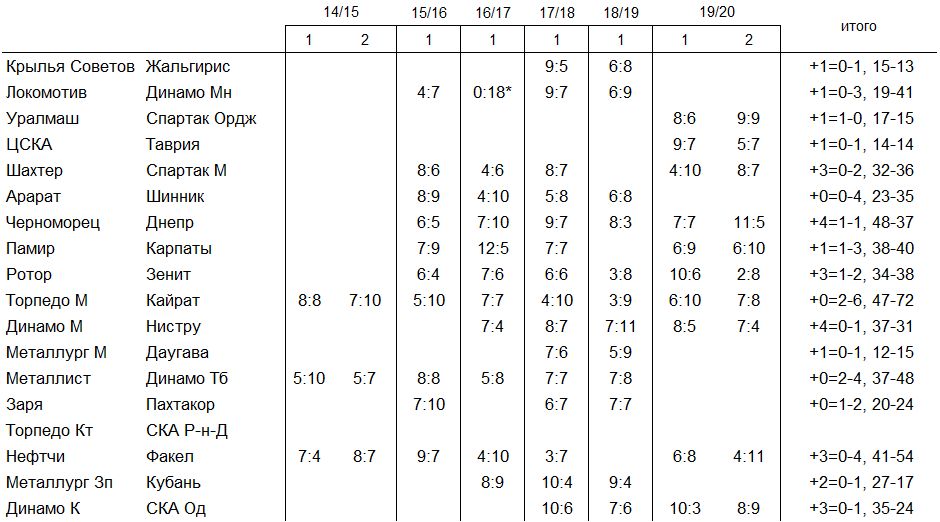 14/15 15/16 16/17 17/18 18/19 19/20 итого
1 2 1 1 1 1 1 2
Крылья Советов Жальгирис 9:5 6:8 +1=0-1, 15-13
Локомотив Динамо Мн 4:7 0:18* 9:7 6:9 +1=0-3, 19-41
Уралмаш Спартак Ордж 8:6 9:9 +1=1-0, 17-15
ЦСКА Таврия 9:7 5:7 +1=0-1, 14-14
Шахтер Спартак М 8:6 4:6 8:7 4:10 8:7 +3=0-2, 32-36
Арарат Шинник 8:9 4:10 5:8 6:8 +0=0-4, 23-35
Черноморец Днепр 6:5 7:10 9:7 8:3 7:7 11:5 +4=1-1, 48-37
Памир Карпаты 7:9 12:5 7:7 6:9 6:10 +1=1-3, 38-40
Ротор Зенит 6:4 7:6 6:6 3:8 10:6 2:8 +3=1-2, 34-38
Торпедо М Кайрат 8:8 7:10 5:10 7:7 4:10 3:9 6:10 7:8 +0=2-6, 47-72
Динамо М Нистру 7:4 8:7 7:11 8:5 7:4 +4=0-1, 37-31
Металлург М Даугава 7:6 5:9 +1=0-1, 12-15
Металлист Динамо Тб 5:10 5:7 8:8 5:8 7:7 7:8 +0=2-4, 37-48
Заря Пахтакор 7:10 6:7 7:7 +0=1-2, 20-24
Торпедо Кт СКА Р-н-Д
Нефтчи Факел 7:4 8:7 9:7 4:10 3:7 6:8 4:11 +3=0-4, 41-54
Металлург Зп Кубань 8:9 10:4 9:4 +2=0-1, 27-17
Динамо К СКА Од 10:6 7:6 10:3 8:9 +3=0-1, 35-24